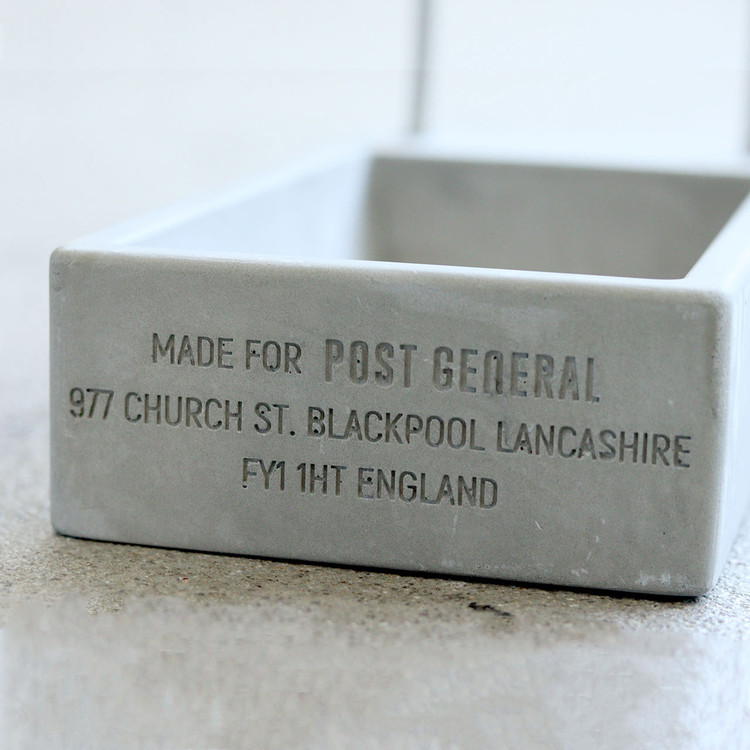 MADE FOR POST GENERAL
977 CHURCH ST. BLACKPOOL LANCASHIRE
FY1 1HT ENGLAND